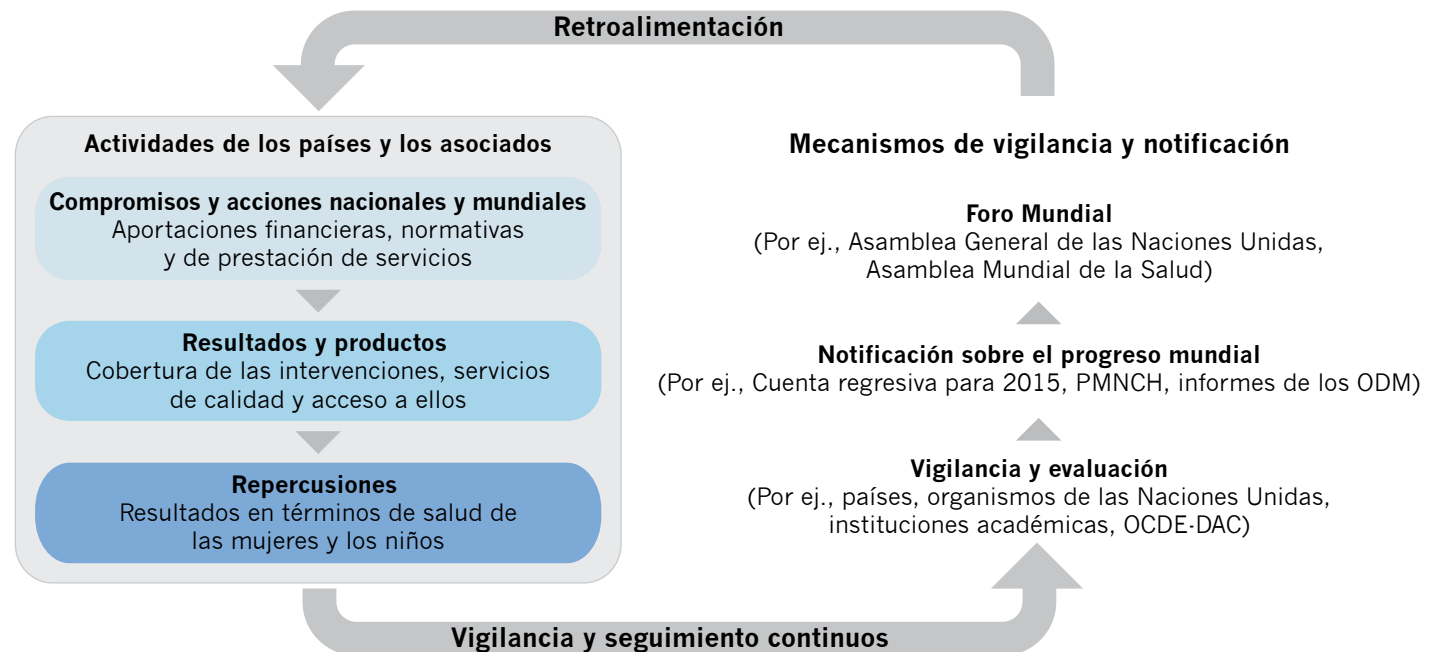 Retroalimentación
Actividades de los países y los asociados
Compromisos y acciones nacionales y mundiales
Aportaciones financieras, normativas
y de prestación de servicios
Resultados y productos
Cobertura de las intervenciones, servicios
de calidad y acceso a ellos
Repercusiones
Resultados en términos de salud de
las mujeres y los niños
Mecanismos de vigilancia y notificación
Foro Mundial
(Por ej., Asamblea General de las Naciones Unidas,
Asamblea Mundial de la Salud)
Notificación sobre el progreso mundial
(Por ej., Cuenta regresiva para 2015, PMNCH, informes de los ODM)
Vigilancia y evaluación
(Por ej., países, organismos de las Naciones Unidas,
instituciones académicas, OCDE-DAC)
Vigilancia y seguimiento continuos